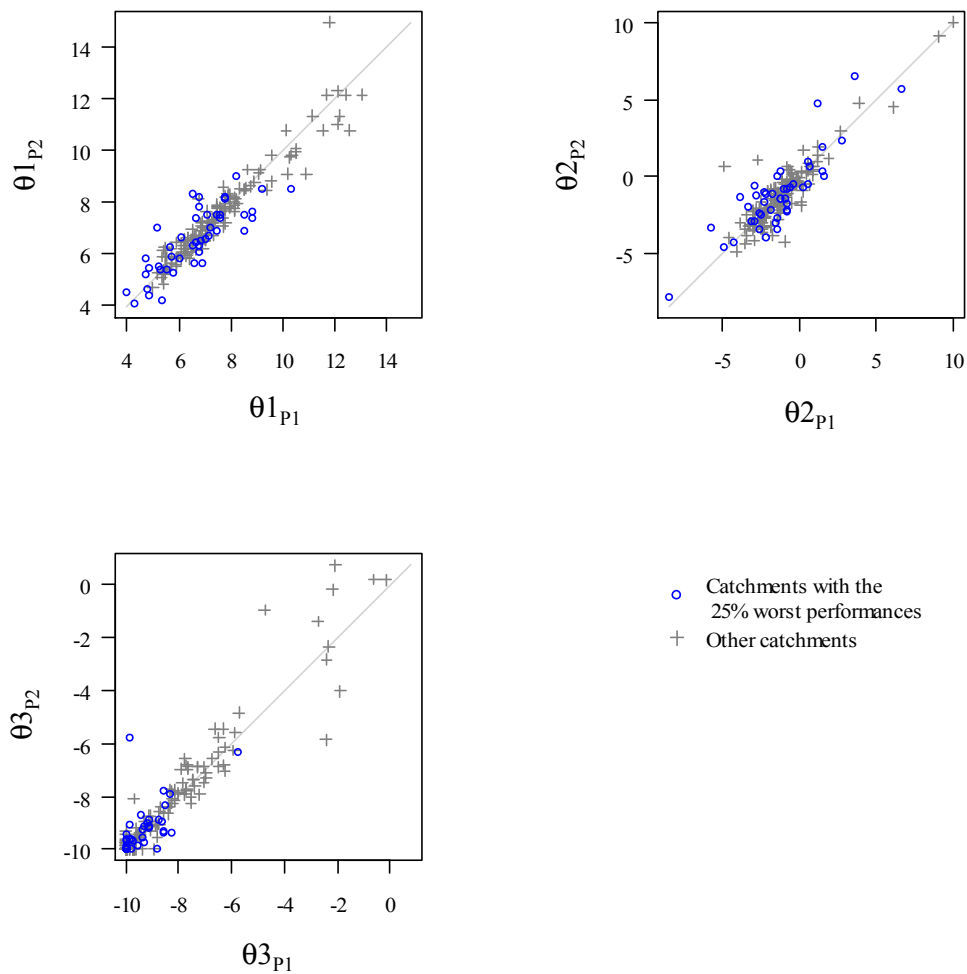 14
12
10
8
6
4
θ1P2
4 6 8 10 12 14
θ1P1
10
5
0
-5
θ2P2
-5 0 5 10
θ2P1
0
-2
-4
-6
-8
-10
θ3P2
-10 -8 -6 -4 -2 0
θ3P1
Catchments with the
25% worst performances
Other catchments